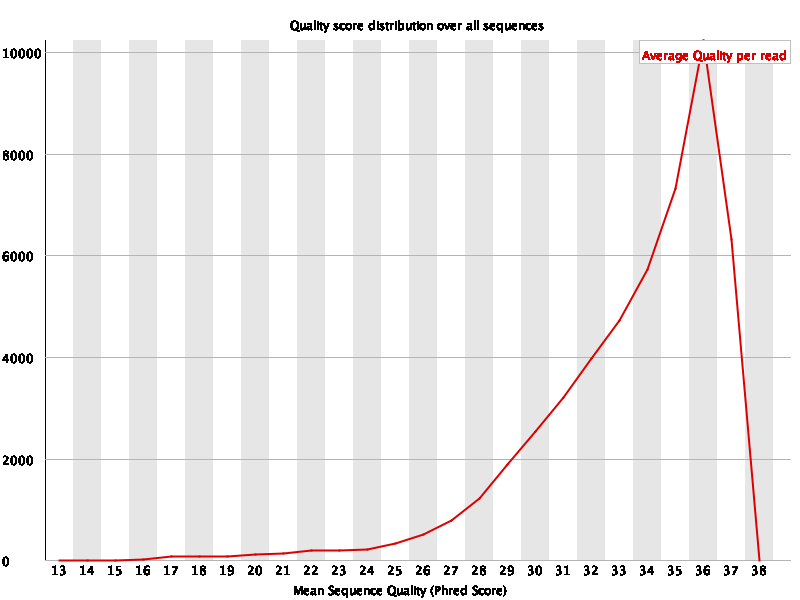 Quality score distribution over all sequences
Average Quality per read
10000
8000
6000
4000
2000
0
13 14 15 16 17 18 19 20 21 22 23 24 25 26 27 28 29 30 31 32 33 34 35 36 37 38
Mean Sequence Quality (Phred Score)